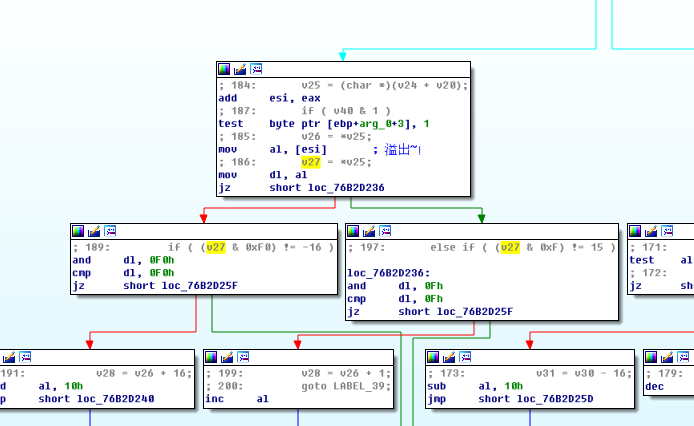 ; 184:      v25 = (char *)(v24 + v20);
add     esi, eax
; 187:      if ( v40 & 1 )
test    byte ptr [ebp+arg_0+3], 1
; 185:      v26 = *v25;
mov     al, [esi]       ; 溢出~!
; 186:      v27 = *v25;
mov     dl, al
jz      short loc_76B2D236
; 189:      if ( (v27 & 0xF0) != -16 )
and     dl, 0F0h
cmp     dl, 0F0h
jz      short loc_76B2D25F
; 197:      else if ( (v27 & 0xF) != 15 )
loc_76B2D236:
and     dl, 0Fh
cmp     dl, 0Fh
jz      short loc_76B2D25F
; 171:
test    al
; 172:
jz      sh
191:      v28 = v26 + 16;
d     al, 10h
p     short loc_76B2D240
; 199:      v28 = v26 + 1;
; 200:      goto LABEL_39;
inc     al
; 173:      v31 = v30 - 16;
sub     al, 10h
jmp     short loc_76B2D25D
; 179:
dec